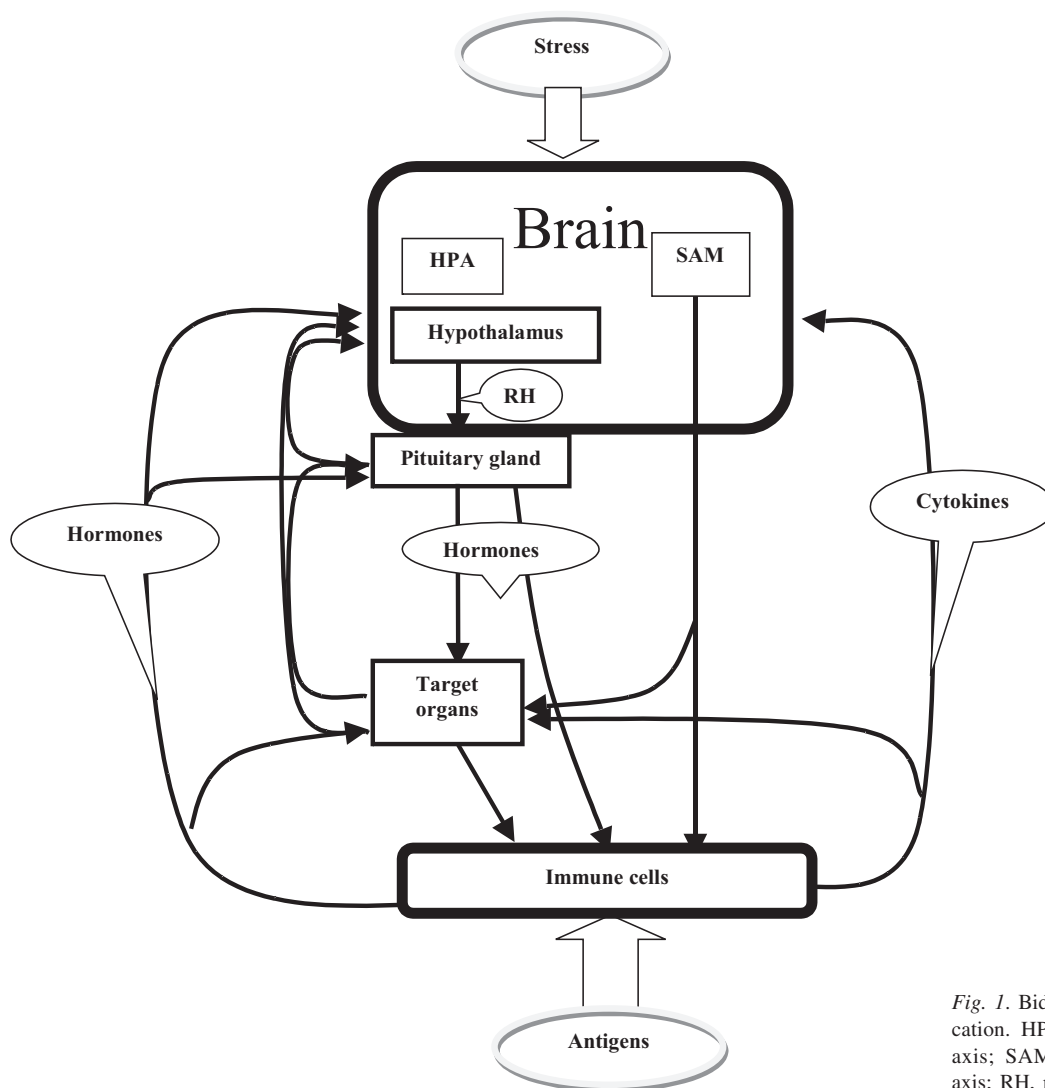 Stress
Brain
HPA
SAM
Hypothalamus
RH
Pituitary gland
Hormones
Hormones
Cytokines
Target
organs
Immune cells
Antigens
Fig. 1. Bid
cation. HP
axis; SAM
axis; RH,